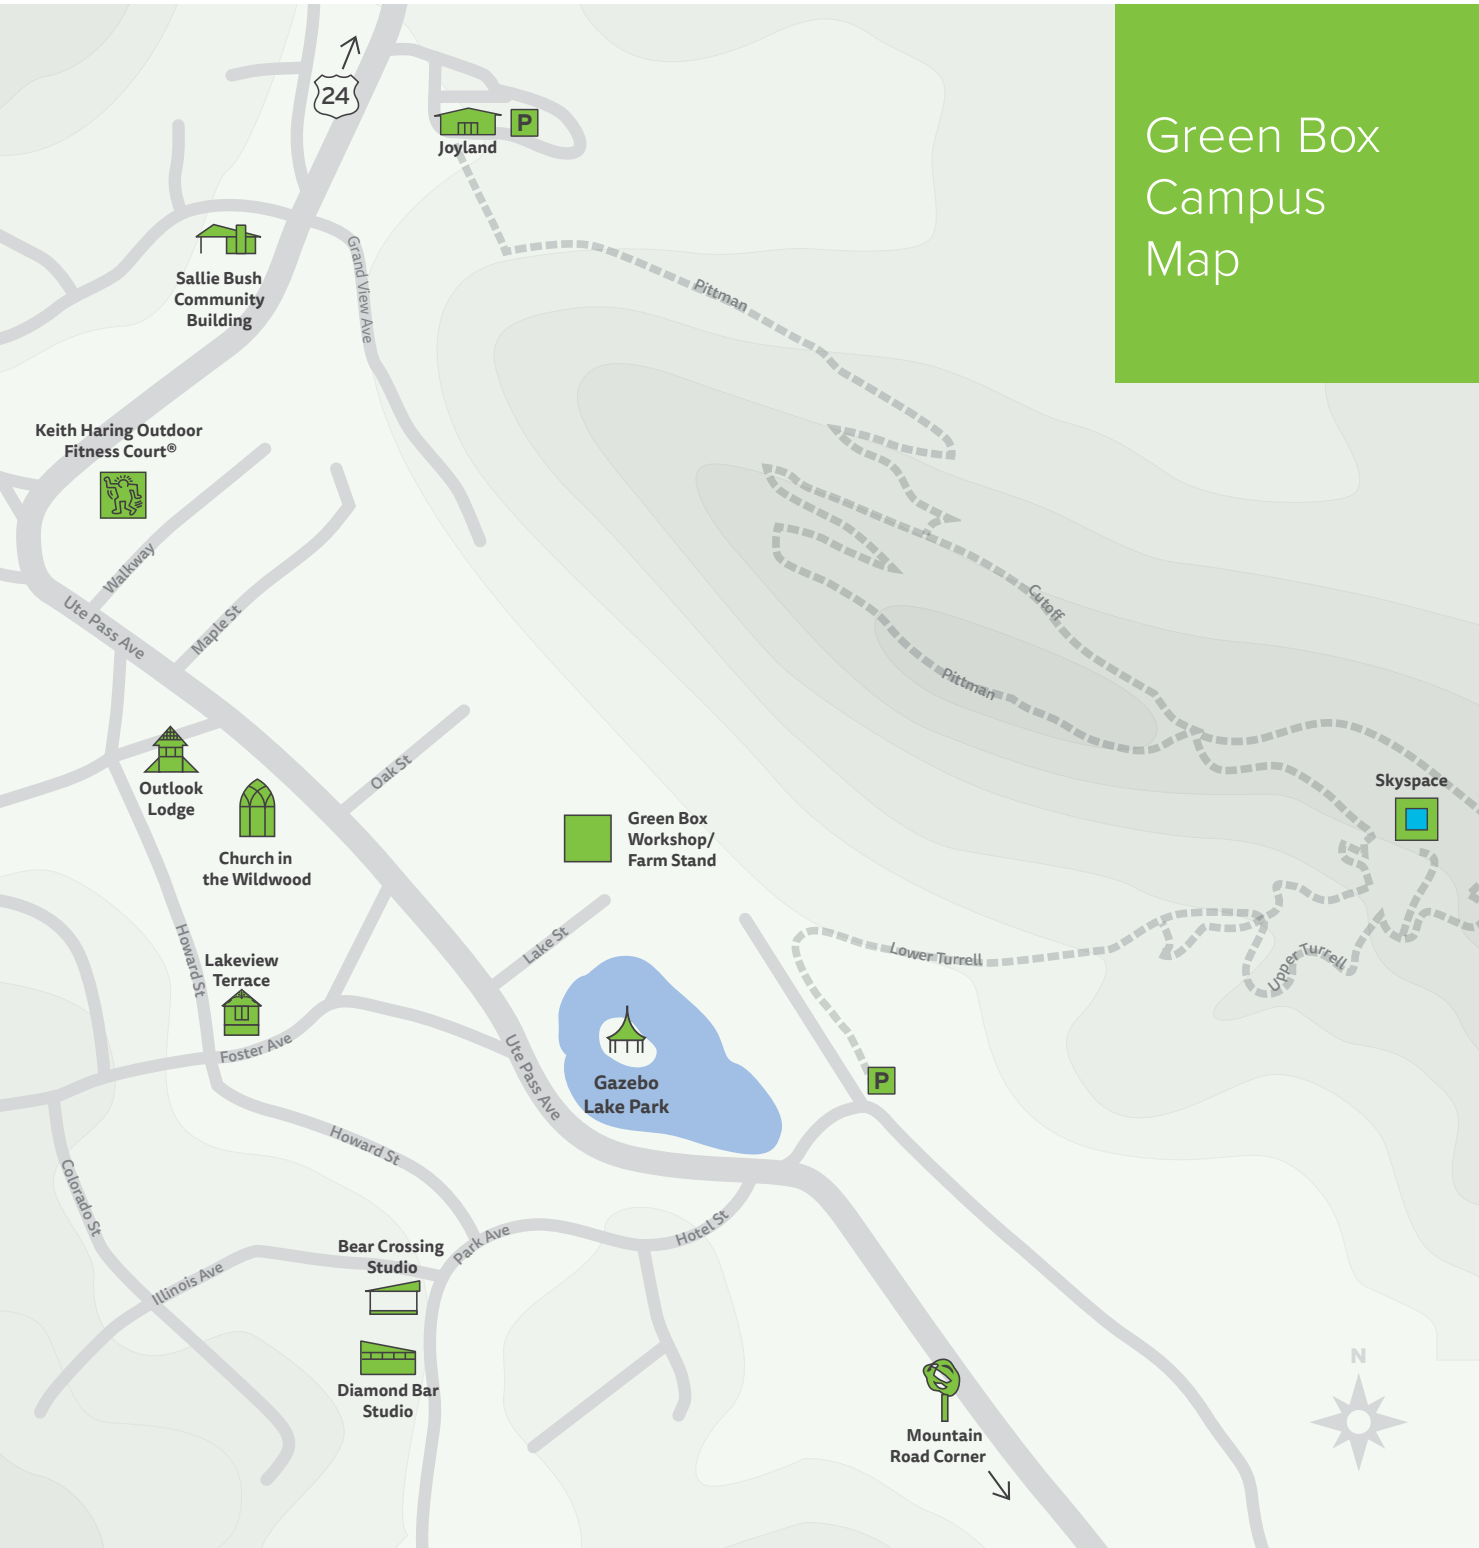 Green Box
Campus
Map
24
P
Joyland
Sallie Bush
Community
Building
Grand View Ave
Pittman
Keith Haring Outdoor
Fitness Court®
Walkway
Ute Pass Ave
Maple St
Cutoff
Pittman
Skyspace
Outlook
Lodge
Oak St
Church in
the Wildwood
Green Box
Workshop/
Farm Stand
Howard St
Lake St
Lower Turrell
Upper Turrell
Lakeview
Terrace
Foster Ave
Ute Pass Ave
Gazebo
Lake Park
P
Howard St
Colorado St
Hotel St
Park Ave
Bear Crossing
Studio
Illinois Ave
Diamond Bar
Studio
N
Mountain
Road Corner